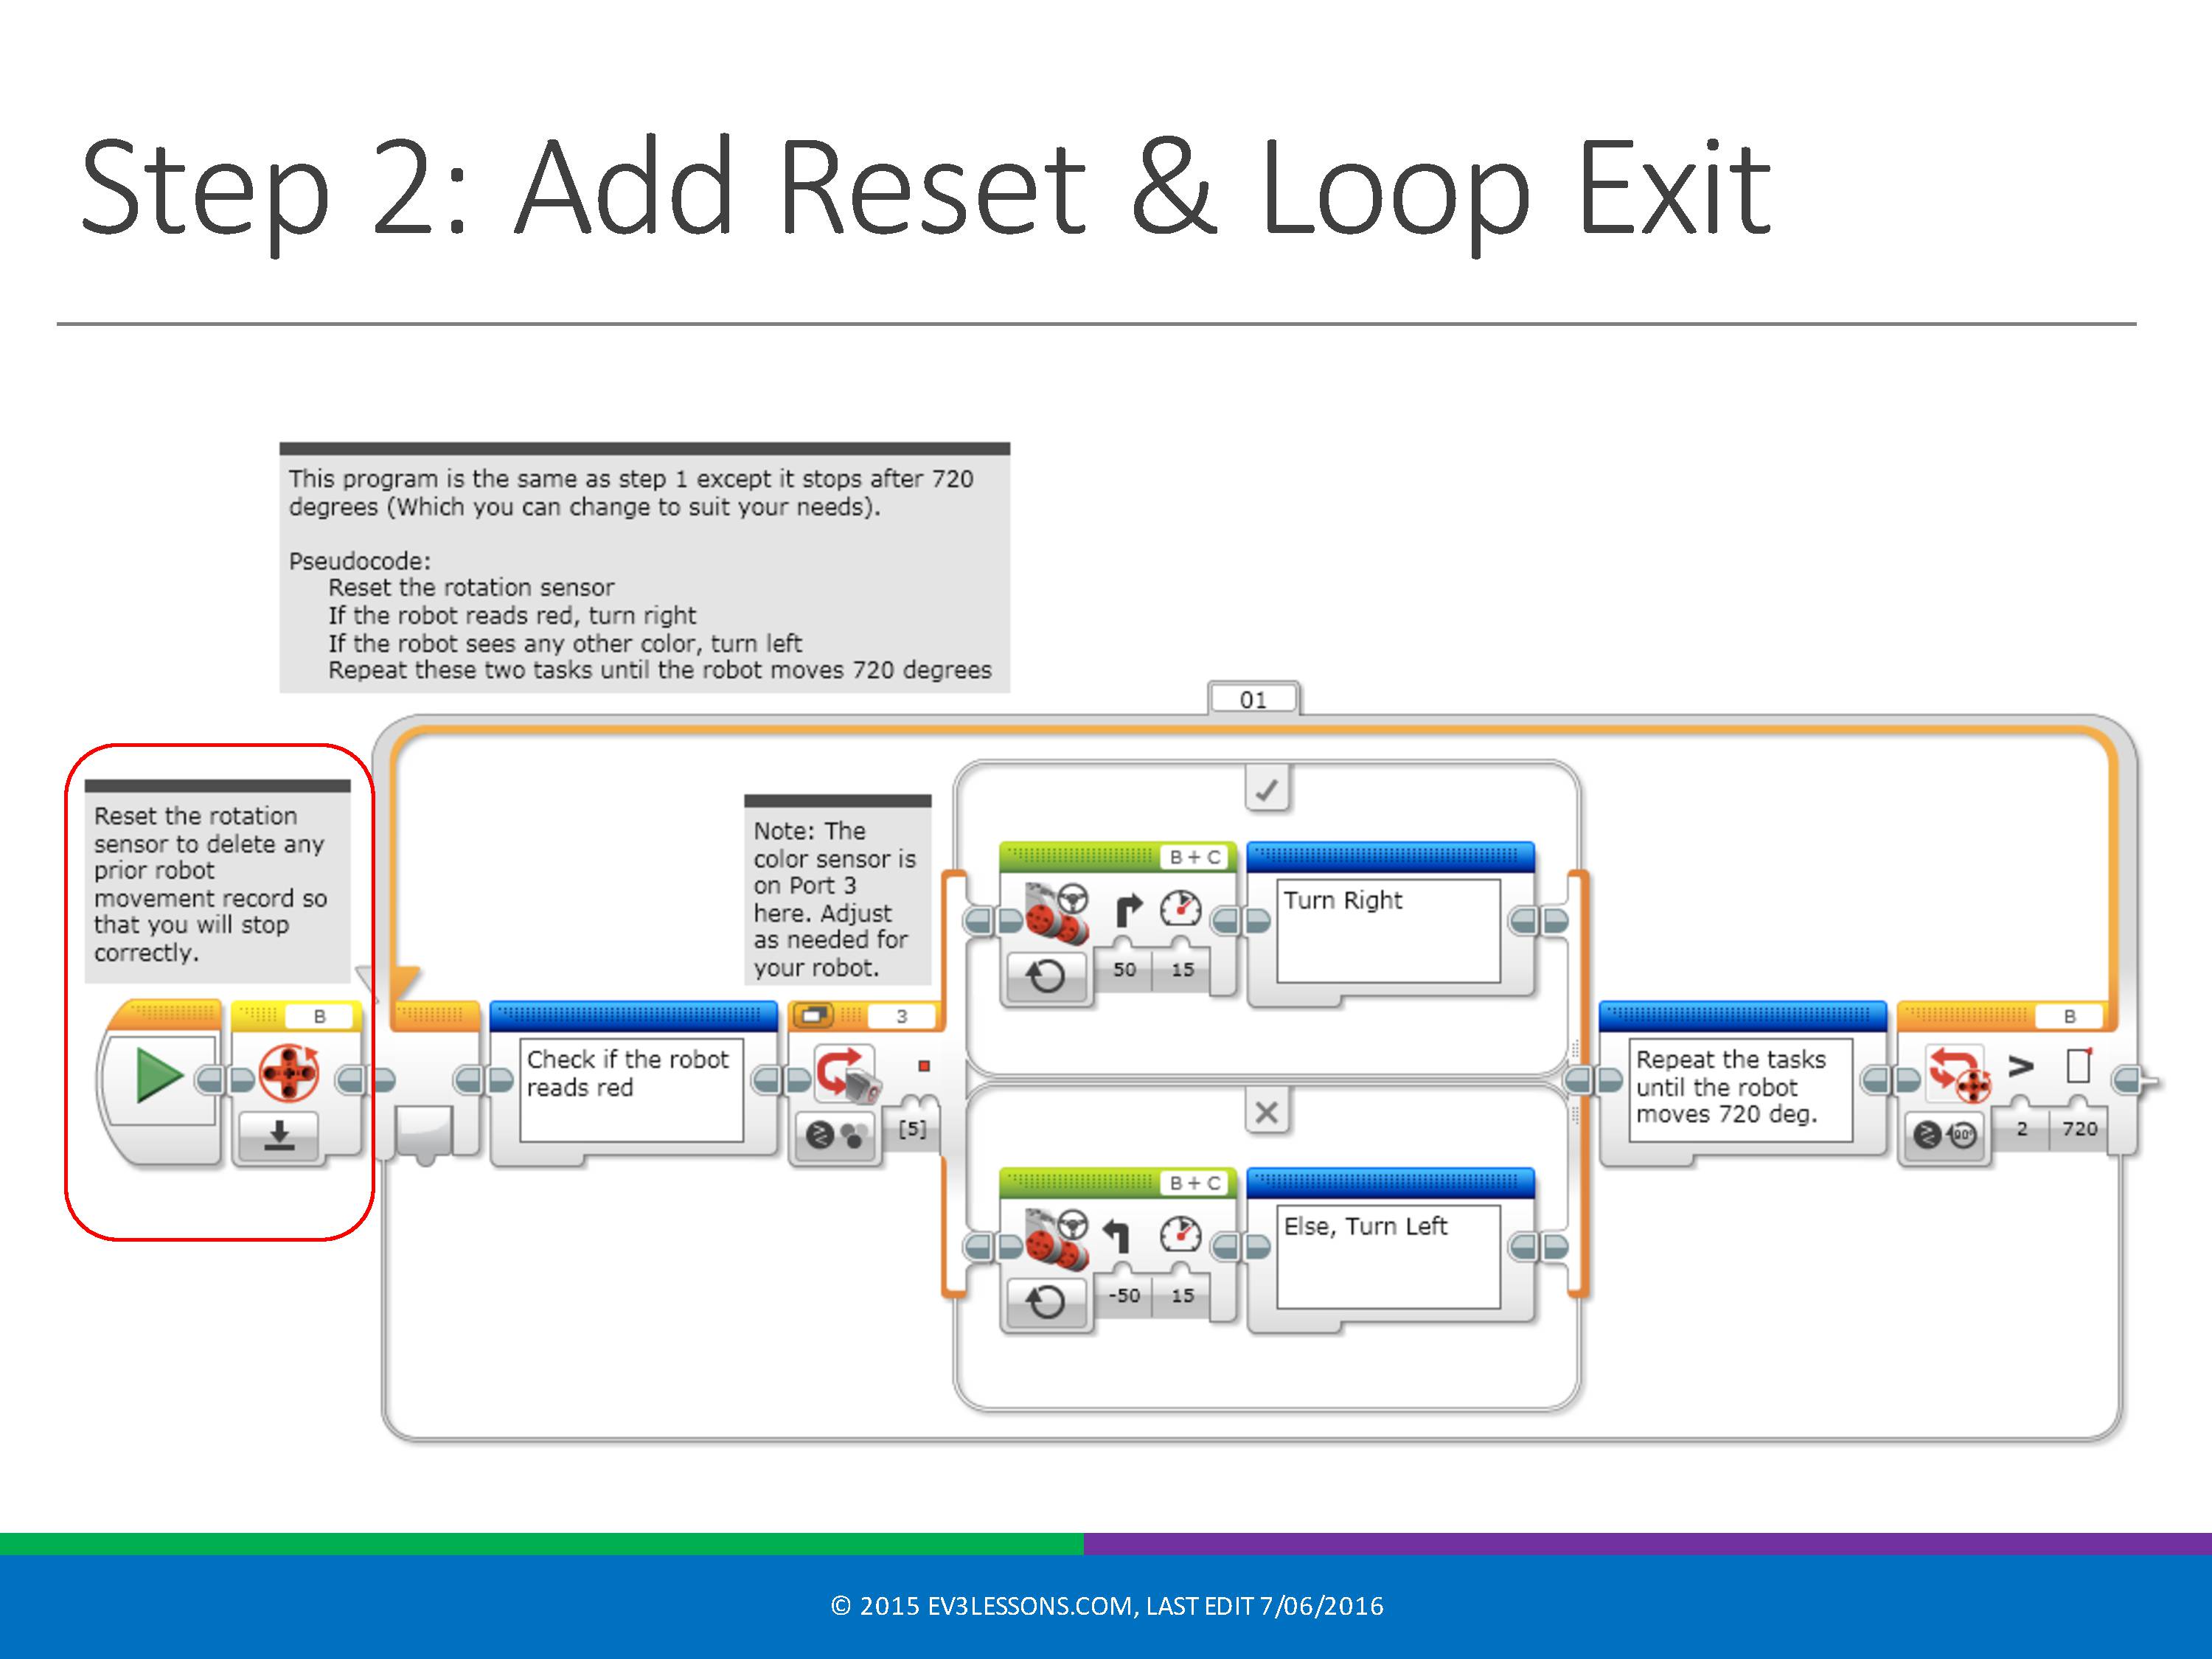 Step 2: Add Reset & Loop Exit
This program is the same as step 1 except it stops after 720
degrees (Which you can change to suit your needs).
Pseudocode:
Reset the rotation sensor
If the robot reads red, turn right
If the robot sees any other color, turn left
Repeat these two tasks until the robot moves 720 degrees
01
Reset the rotation
sensor to delete any
prior robot
movement record so
that you will stop
correctly.
B
Check if the robot
reads red
Note: The
color sensor is
on Port 3
here. Adjust
as needed for
your robot.
3
[5]
B + C
50 15
Turn Right
B + C
-50 15
Else, Turn Left
Repeat the tasks
until the robot
moves 720 deg.
B
>
90°
2 720
© 2015 EV3LESSONS.COM, LAST EDIT 7/06/2016